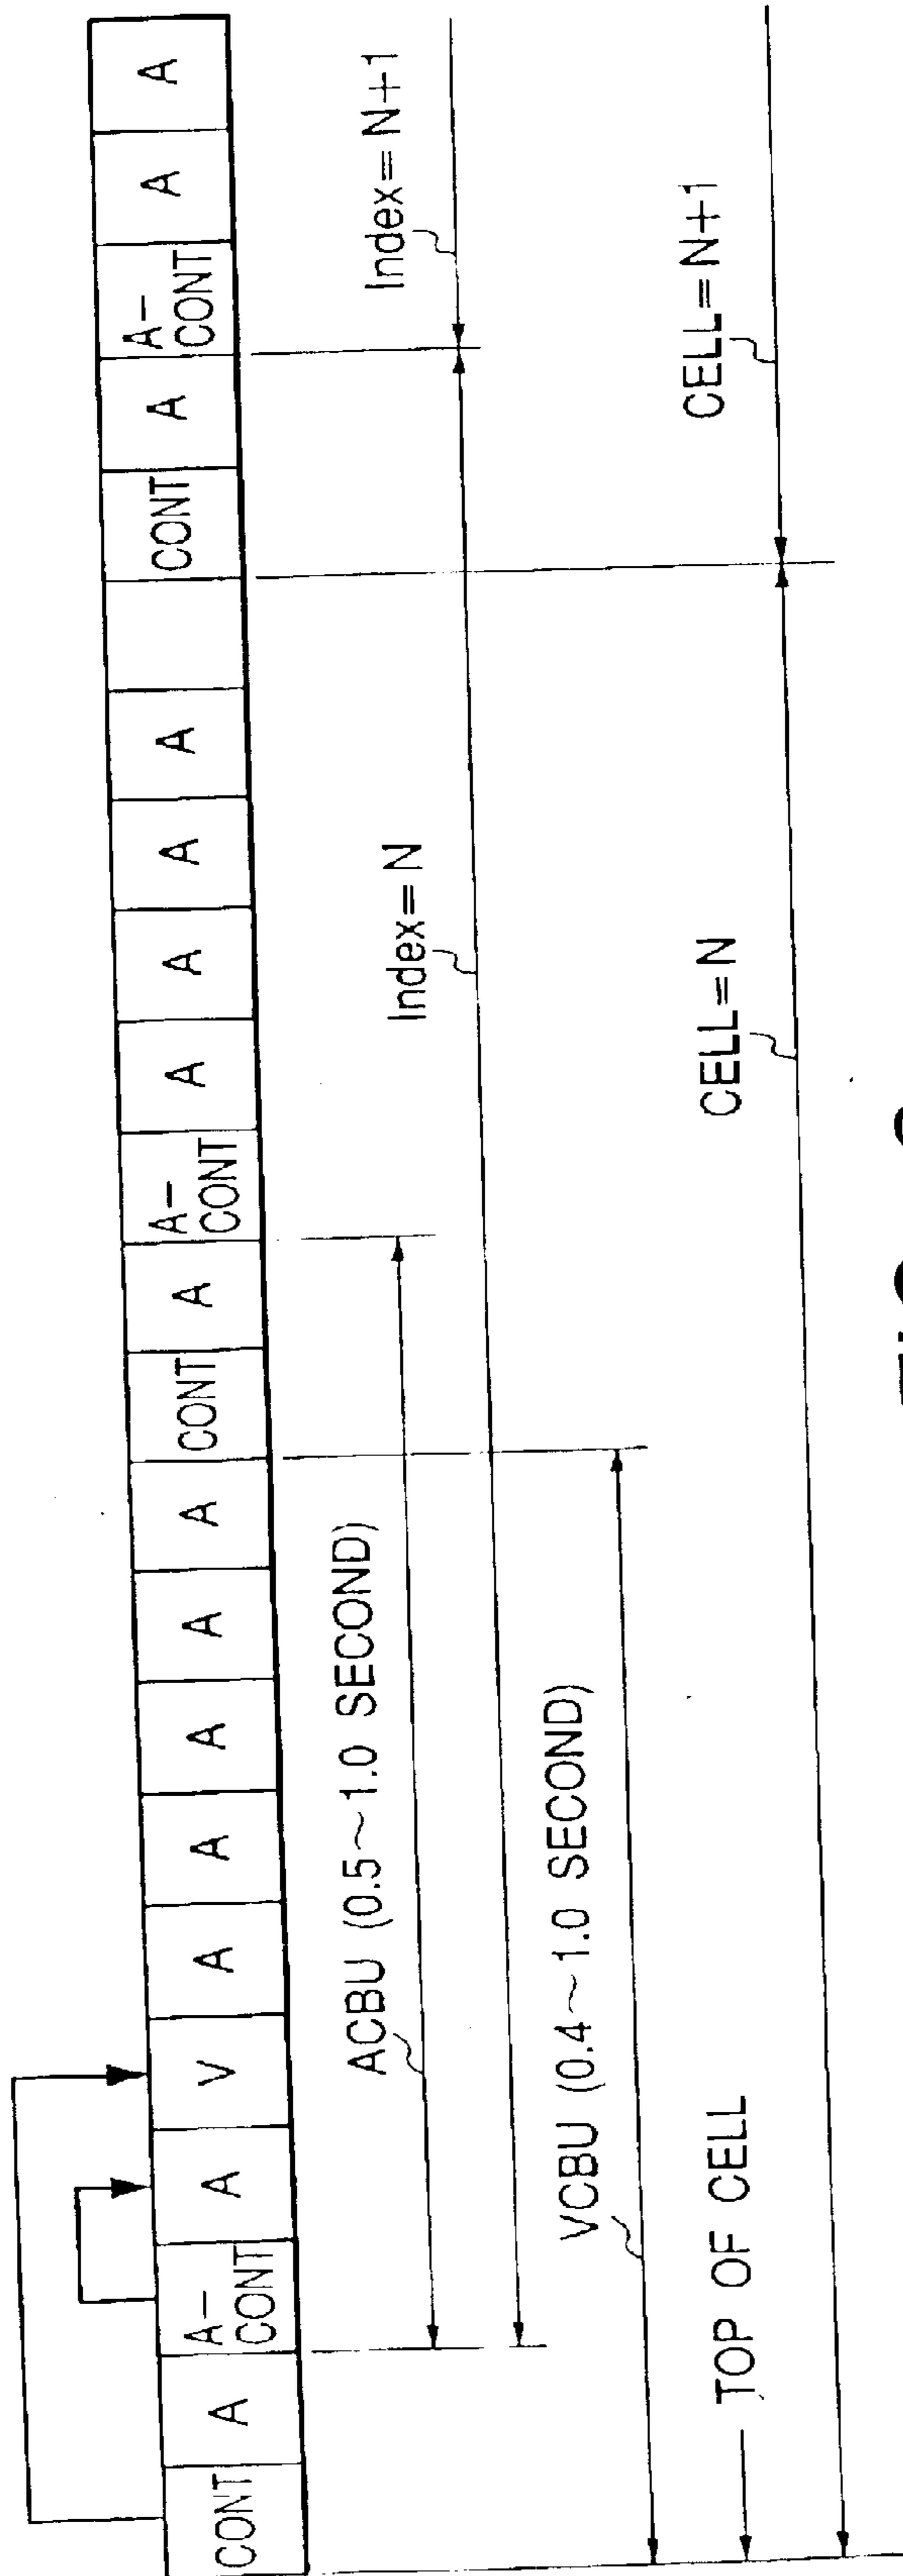 CONT A A-CONT A V A A A A A CONT A A-CONT A A A A CONT A A-CONT A A
ACBU (0.5~1.0 SECOND)
Index=N
Index=N+1
VCBU (0.4~1.0 SECOND)
TOP OF CELL
CELL=N
CELL=N+1